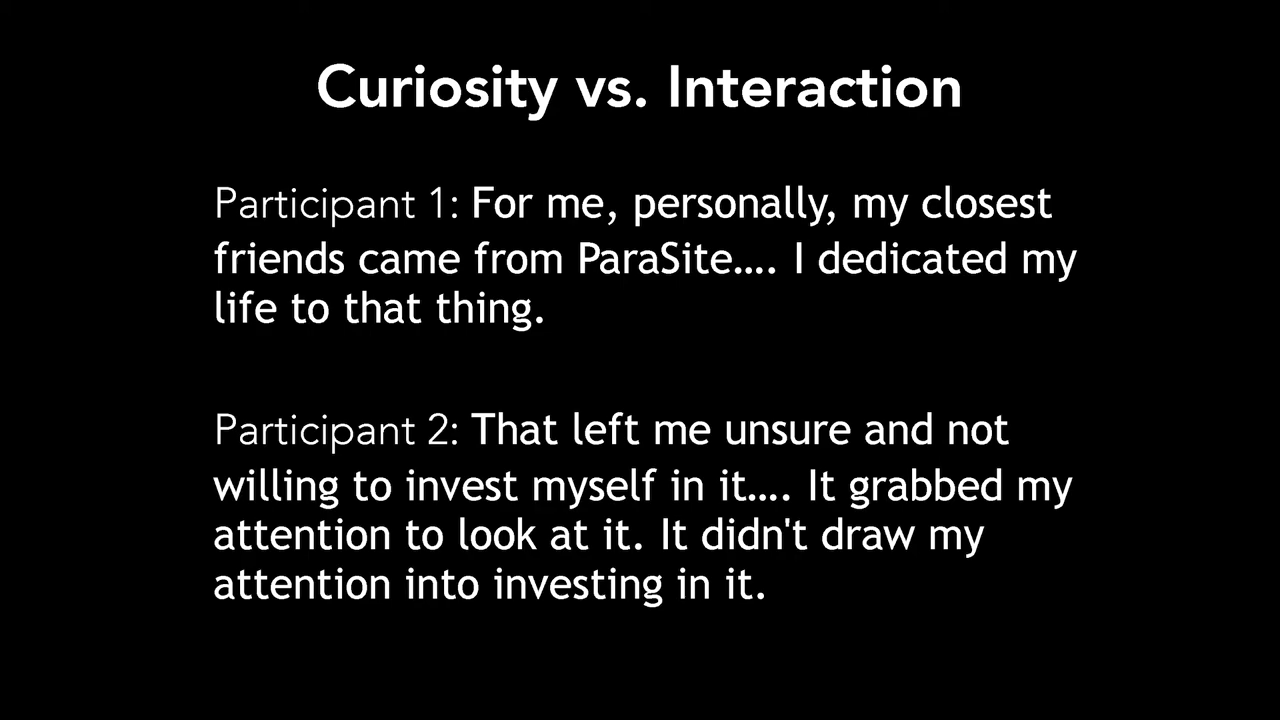 Curiosity vs. Interaction
Participant 1: For me, personally, my closest
friends came from ParaSite.... I dedicated my
life to that thing.
Participant 2: That left me unsure and not
willing to invest myself in it.... It grabbed my
attention to look at it. It didn't draw my
attention into investing in it.